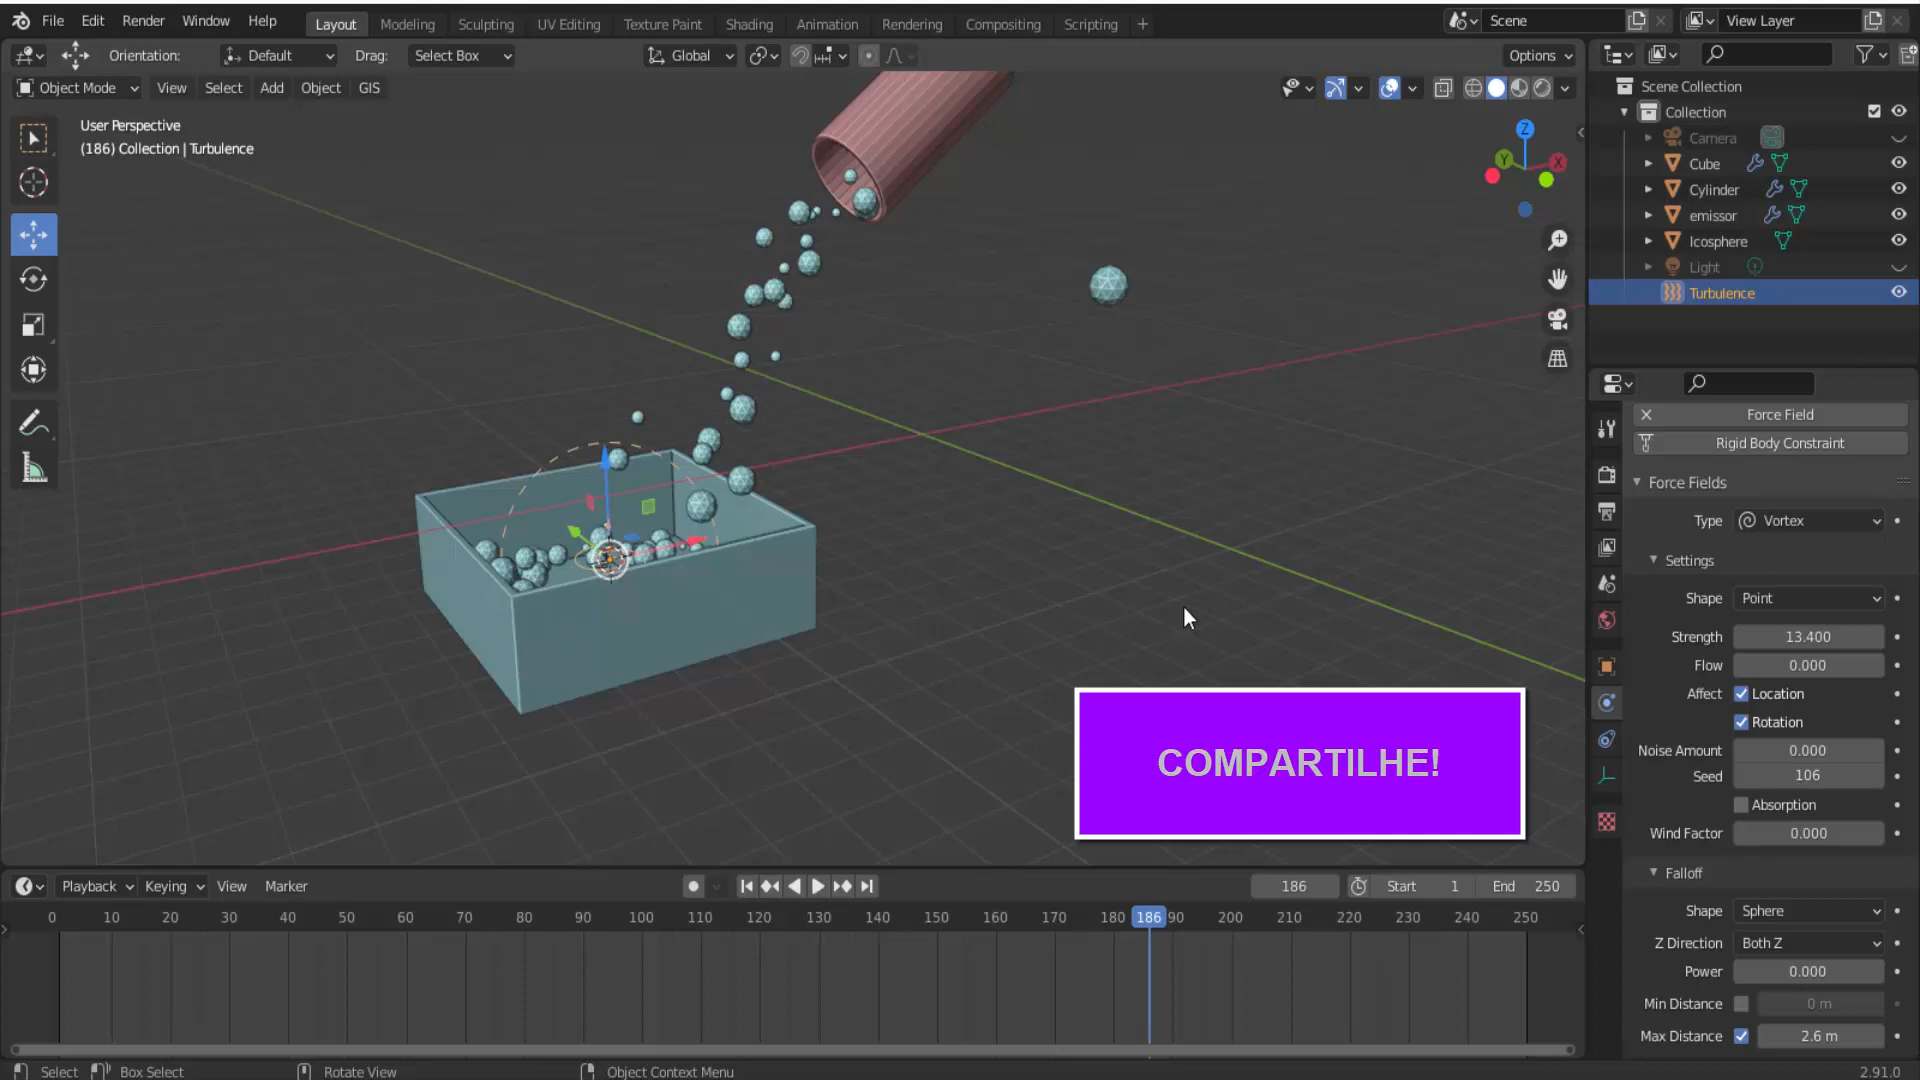 File Edit Render Window Help Layout Modeling Sculpting UV Editing Texture Paint Shading Animation Rendering Compositing Scripting + Scene View Layer
Orientation: Default Drag: Select Box Global Options
Object Mode View Select Add Object GIS
User Perspective
(186) Collection | Turbulence
Z
Y
X
Scene Collection
Collection
Camera
Cube
Cylinder
emissor
Icosphere
Light
Turbulence
Force Field
Rigid Body Constraint
Force Fields
Type Vortex
Settings
Shape Point
Strength 13.400
Flow 0.000
Affect Location
Rotation
Noise Amount 0.000
Seed 106
Absorption
Wind Factor 0.000
Falloff
Shape Sphere
Z Direction Both Z
Power 0.000
Min Distance 0 m
Max Distance 2.6 m
COMPARTILHE!
Playback Keying View Marker 186 Start 1 End 250
0 10 20 30 40 50 60 70 80 90 100 110 120 130 140 150 160 170 180 186 90 200 210 220 230 240 250
Select Box Select Rotate View Object Context Menu 2.91.0